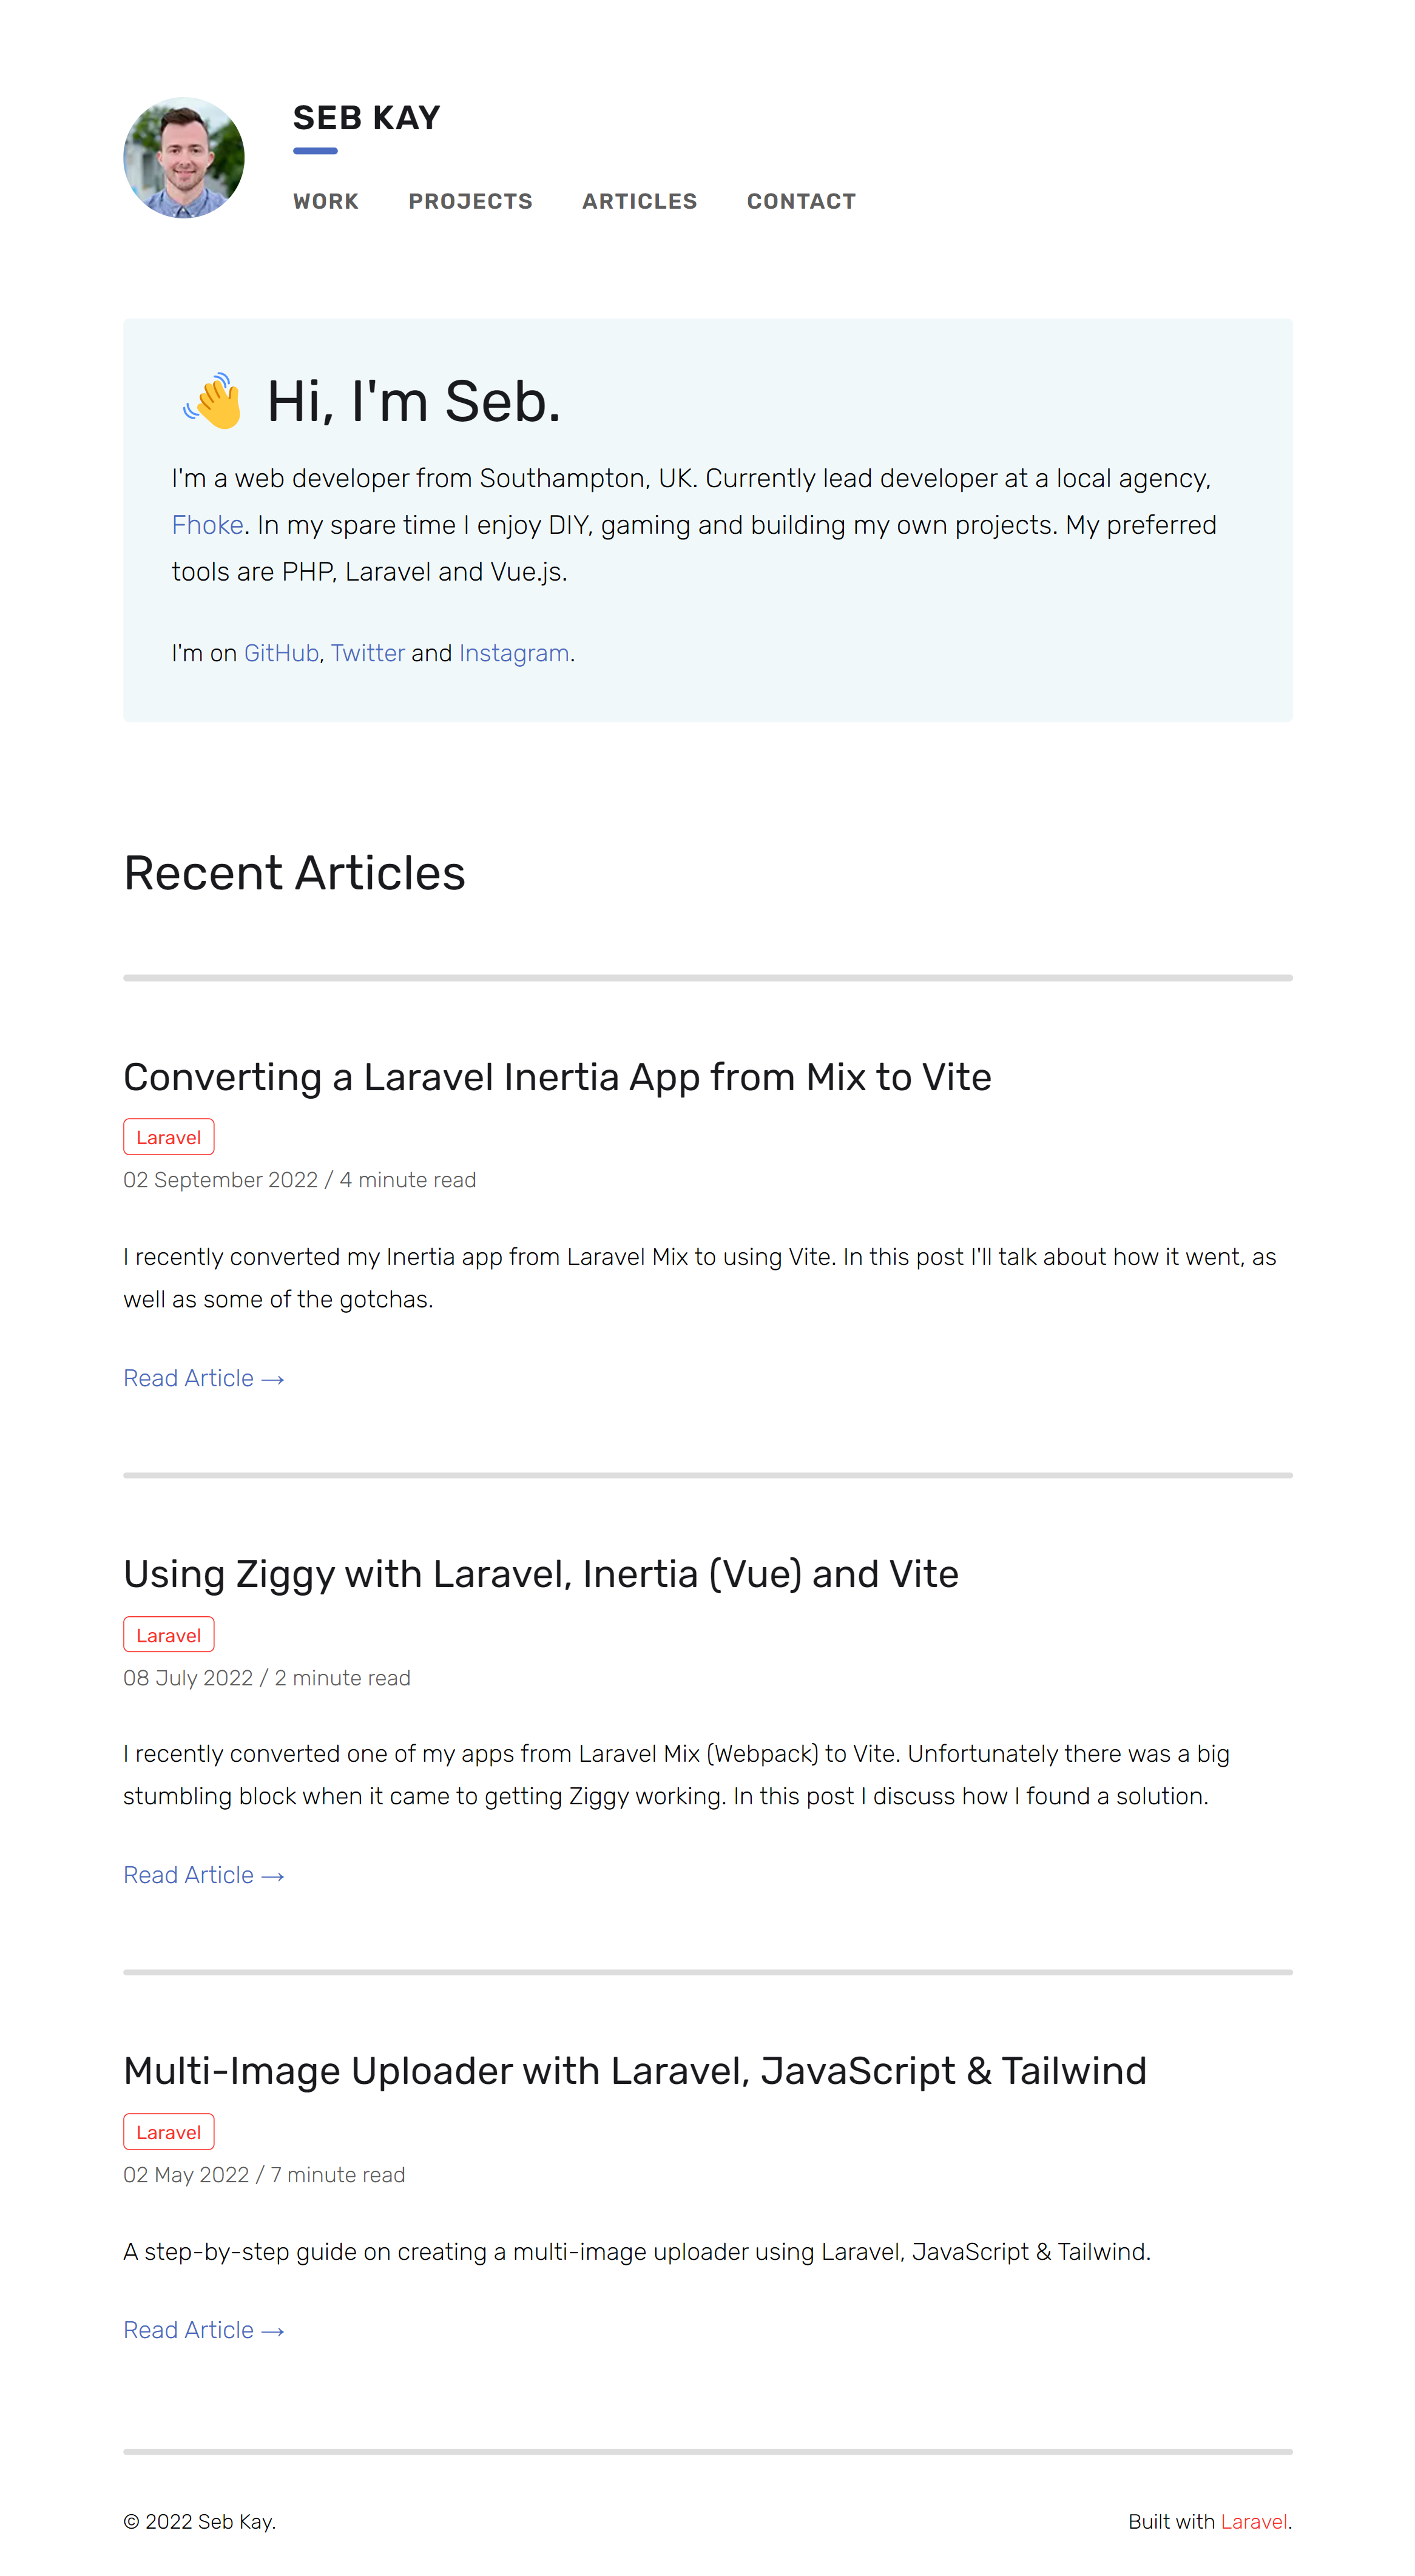 SEB KAY
WORK PROJECTS ARTICLES CONTACT
Hi, I'm Seb.
I'm a web developer from Southampton, UK. Currently lead developer at a local agency,
Fhoke. In my spare time I enjoy DIY, gaming and building my own projects. My preferred
tools are PHP, Laravel and Vue.js.
I'm on GitHub, Twitter and Instagram.
Recent Articles
Converting a Laravel Inertia App from Mix to Vite
Laravel
02 September 2022 / 4 minute read
I recently converted my Inertia app from Laravel Mix to using Vite. In this post I'll talk about how it went, as
well as some of the gotchas.
Read Article →
Using Ziggy with Laravel, Inertia (Vue) and Vite
Laravel
08 July 2022 / 2 minute read
I recently converted one of my apps from Laravel Mix (Webpack) to Vite. Unfortunately there was a big
stumbling block when it came to getting Ziggy working. In this post I discuss how I found a solution.
Read Article →
Multi-Image Uploader with Laravel, JavaScript & Tailwind
Laravel
02 May 2022 / 7 minute read
A step-by-step guide on creating a multi-image uploader using Laravel, JavaScript & Tailwind.
Read Article →
© 2022 Seb Kay. Built with Laravel.